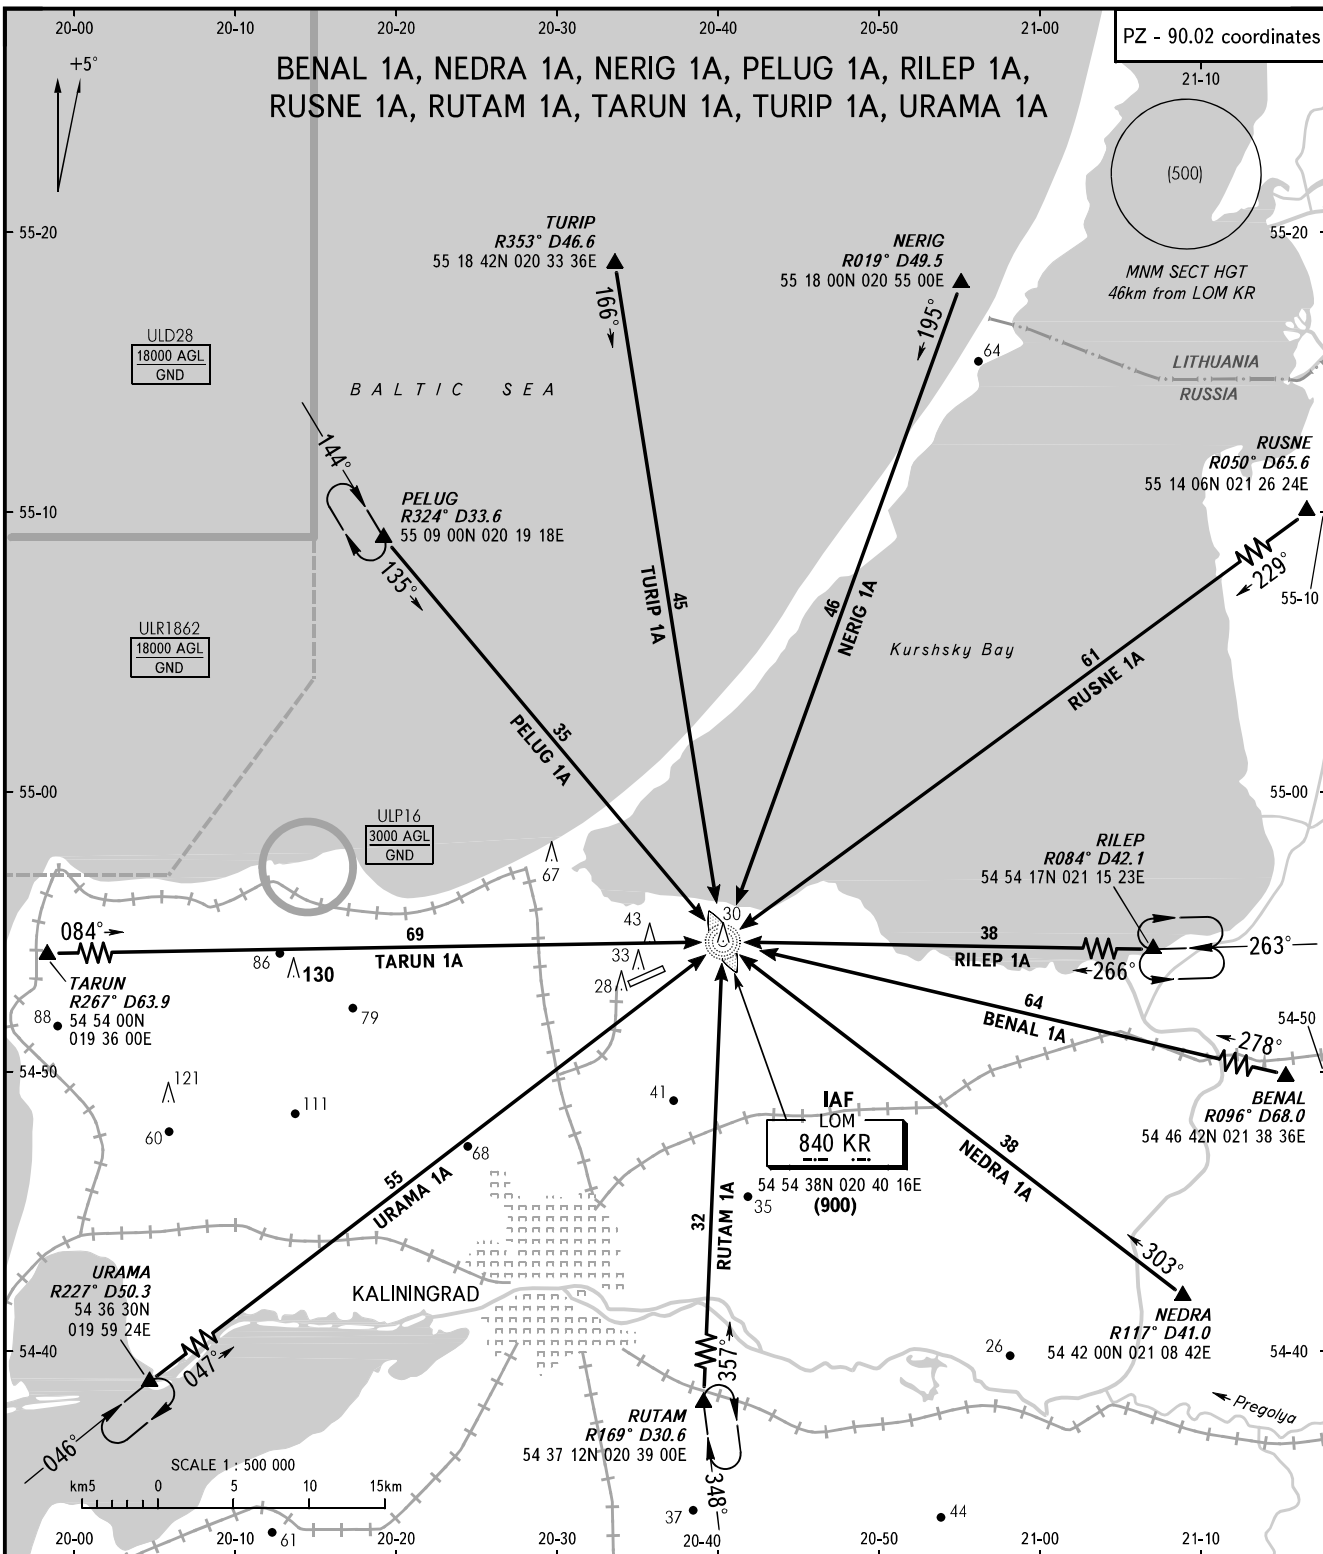 20-00
20-10
20-20
20-30
20-40
20-50
21-00
PZ - 90.02 coordinates
21-10
+5°
BENAL 1A, NEDRA 1A, NERIG 1A, PELUG 1A, RILEP 1A,
RUSNE 1A, RUTAM 1A, TARUN 1A, TURIP 1A, URAMA 1A
(500)
MNM SECT HGT
46km from LOM KR
55-20
55-20
TURIP
R353° D46.6
55 18 42N 020 33 36E
166°
NERIG
R019° D49.5
55 18 00N 020 55 00E
195°
64
LITHUANIA
RUSSIA
ULD28
18000 AGL
GND
BALTIC SEA
144°
PELUG
R324° D33.6
55 09 00N 020 19 18E
135°
RUSNE
R050° D65.6
55 14 06N 021 26 24E
229°
55-10
55-10
ULR1862
18000 AGL
GND
45
TURIP 1A
46
NERIG 1A
Kurshsky Bay
61
RUSNE 1A
35
PELUG 1A
55-00
55-00
ULP16
3000 AGL
GND
67
RILEP
R084° D42.1
54 54 17N 021 15 23E
43
30
33
28
084°
69
TARUN 1A
86
130
38
RILEP 1A
266°
263°
TARUN
R267° D63.9
54 54 00N
019 36 00E
88
79
64
BENAL 1A
278°
54-50
54-50
121
111
60
41
BENAL
R096° D68.0
54 46 42N 021 38 36E
IAF
LOM
840 KR
54 54 38N 020 40 16E
(900)
35
68
55
URAMA 1A
32
RUTAM 1A
38
NEDRA 1A
303°
URAMA
R227° D50.3
54 36 30N
019 59 24E
KALININGRAD
NEDRA
R117° D41.0
54 42 00N 021 08 42E
54-40
54-40
26
047°
357°
046°
RUTAM
R169° D30.6
54 37 12N 020 39 00E
348°
Pregolya
SCALE 1 : 500 000
km5
0
5
10
15km
61
37
44
20-00
20-10
20-20
20-30
20-40
20-50
21-00
21-10